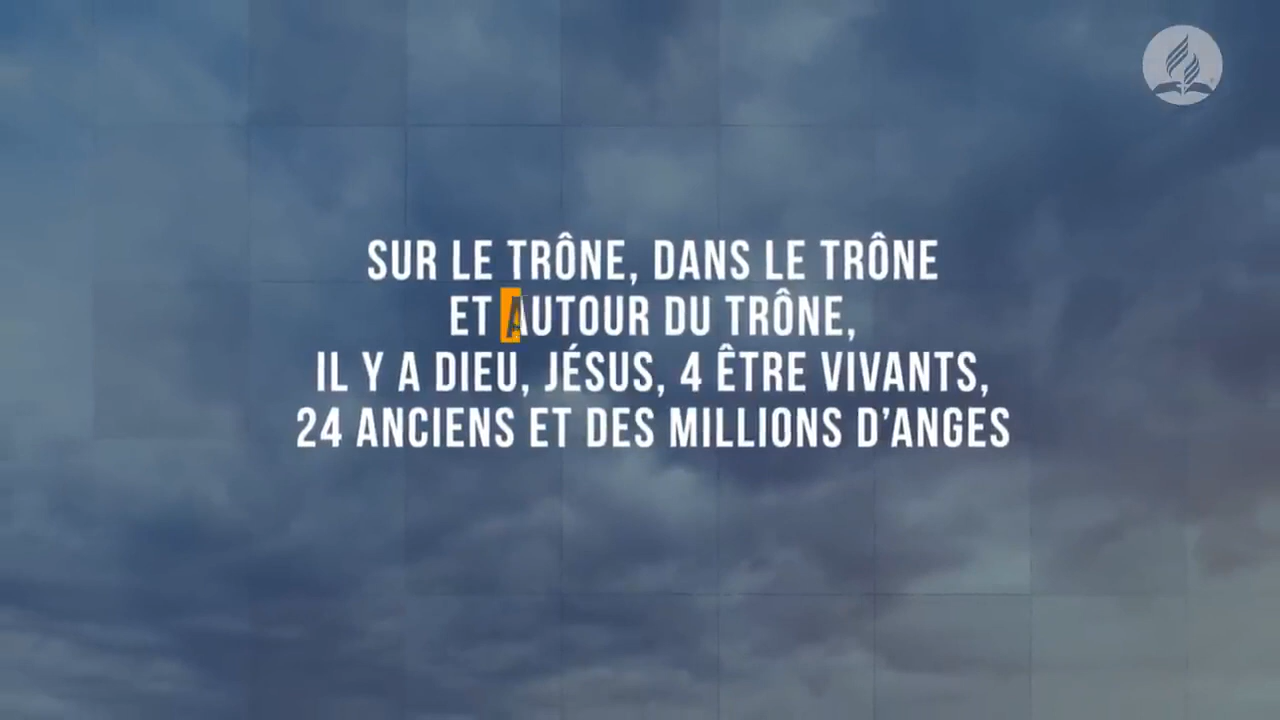 SUR LE TRÔNE, DANS LE TRÔNE
ET AUTOUR DU TRÔNE,
IL Y A DIEU, JÉSUS, 4 ÊTRE VIVANTS,
24 ANCIENS ET DES MILLIONS D’ANGES